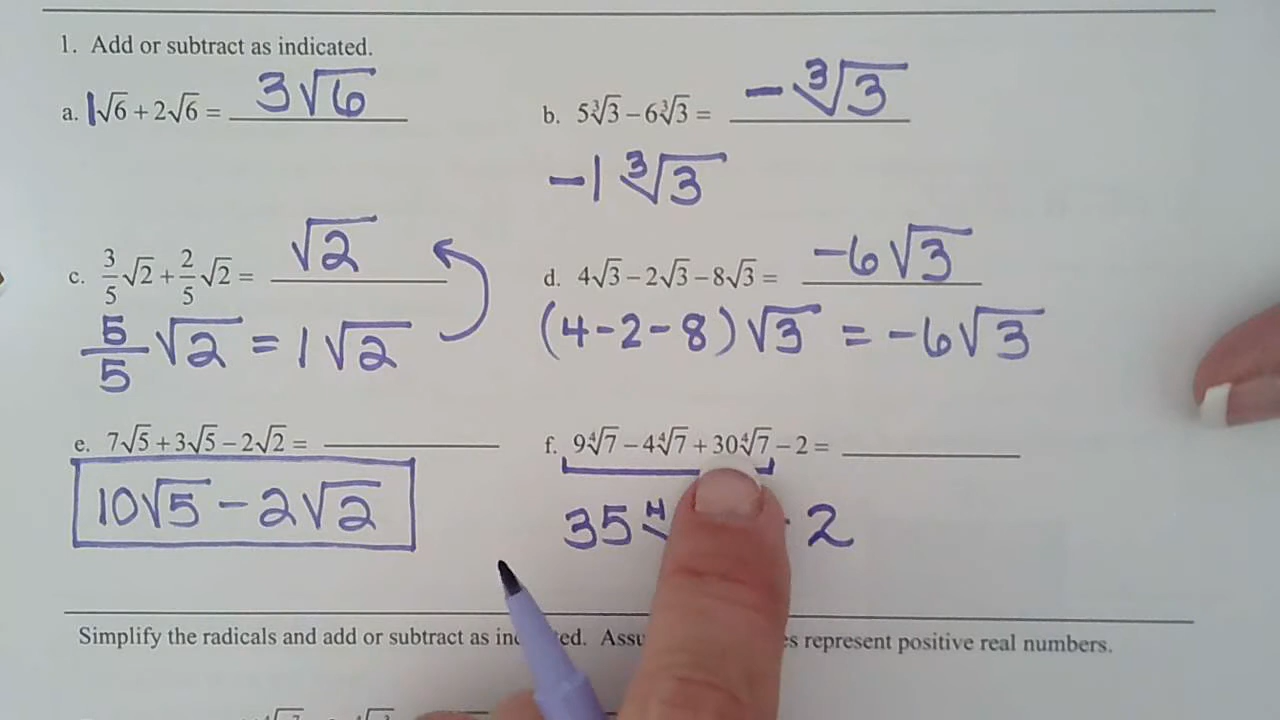 1. Add or subtract as indicated.
a. 1√6 + 2√6 = 3√6
b. 5∛3 − 6∛3 = −∛3
−1∛3
c. 3/5 √2 + 2/5 √2 = √2
5/5 √2 = 1√2
d. 4√3 − 2√3 − 8√3 = −6√3
(4 − 2 − 8)√3 = −6√3
e. 7√5 + 3√5 − 2√2 =
10√5 − 2√2
f. 9∜7 − 4∜7 + 30∜7 − 2 =
35 2
Simplify the radicals and add or subtract as represent positive real numbers.